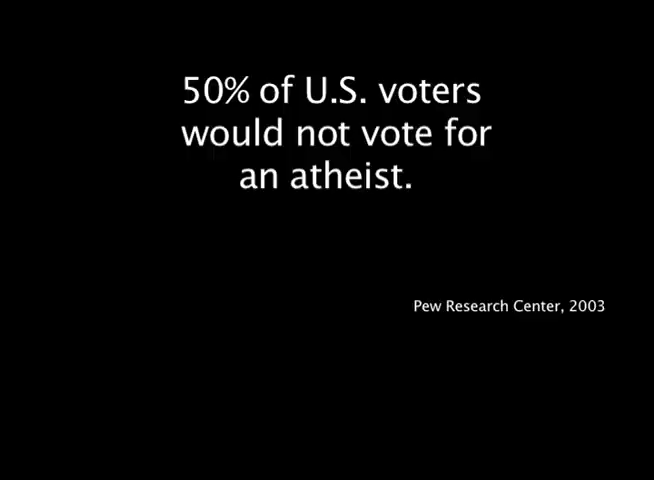 50% of U.S. voters
would not vote for
an atheist.
Pew Research Center, 2003